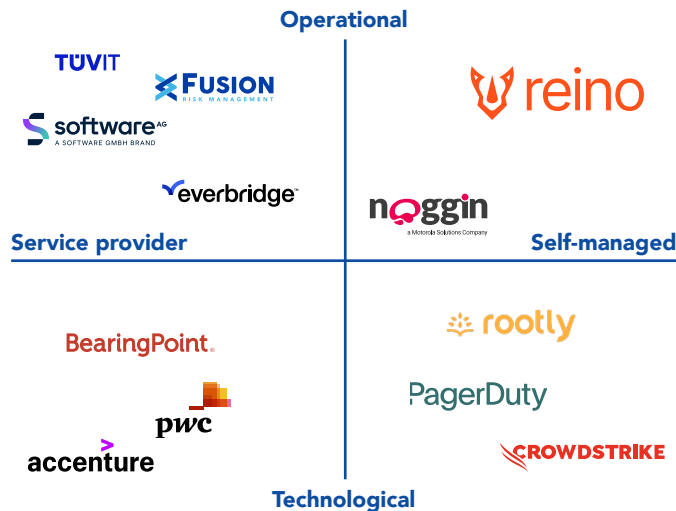 Operational
TÜVIT
FUSION
RISK MANAGEMENT
reino
software AG
A SOFTWARE GMBH BRAND
everbridge™
noggin
a Motorola Solutions Company
Service provider
Self-managed
rootly
BearingPoint®
PagerDuty
pwc
accenture
>
CROWDSTRIKE
Technological